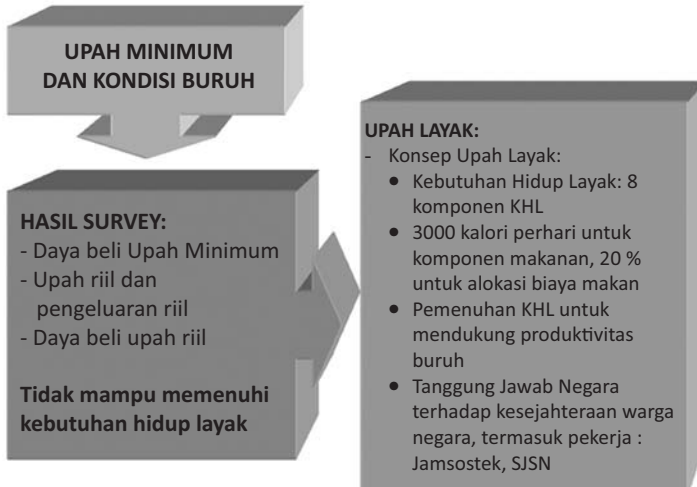 UPAH MINIMUM
DAN KONDISI BURUH
HASIL SURVEY:
- Daya beli Upah Minimum
- Upah riil dan
pengeluaran riil
- Daya beli upah riil
Tidak mampu memenuhi
kebutuhan hidup layak
UPAH LAYAK:
- Konsep Upah Layak:
• Kebutuhan Hidup Layak: 8
komponen KHL
• 3000 kalori perhari untuk
komponen makanan, 20 %
untuk alokasi biaya makan
• Pemenuhan KHL untuk
mendukung produktivitas
buruh
• Tanggung Jawab Negara
terhadap kesejahteraan warga
negara, termasuk pekerja :
Jamsostek, SJSN